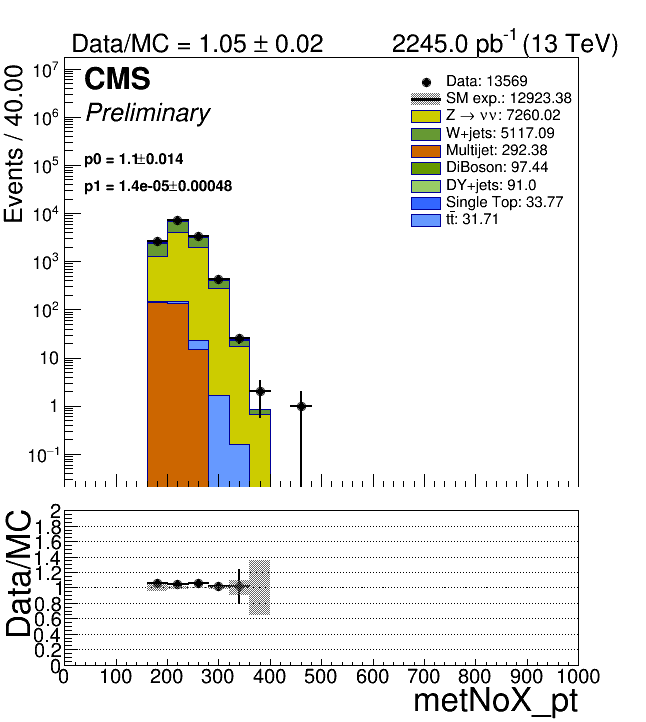 Data/MC = 1.05 ± 0.02 2245.0 pb⁻¹ (13 TeV)
CMS
Preliminary
p0 = 1.1±0.014
p1 = 1.4e-05±0.00048
Data: 13569
SM exp.: 12923.38
Z → νν: 7260.02
W+jets: 5117.09
Multijet: 292.38
DiBoson: 97.44
DY+jets: 91.0
Single Top: 33.77
tt̄: 31.71
Events / 40.00
10⁷
10⁶
10⁵
10⁴
10³
10²
10
1
10⁻¹
Data/MC
2
1.8
1.6
1.4
1.2
1
0.8
0.6
0.4
0.2
0
0 100 200 300 400 500 600 700 800 900 1000
metNoX_pt